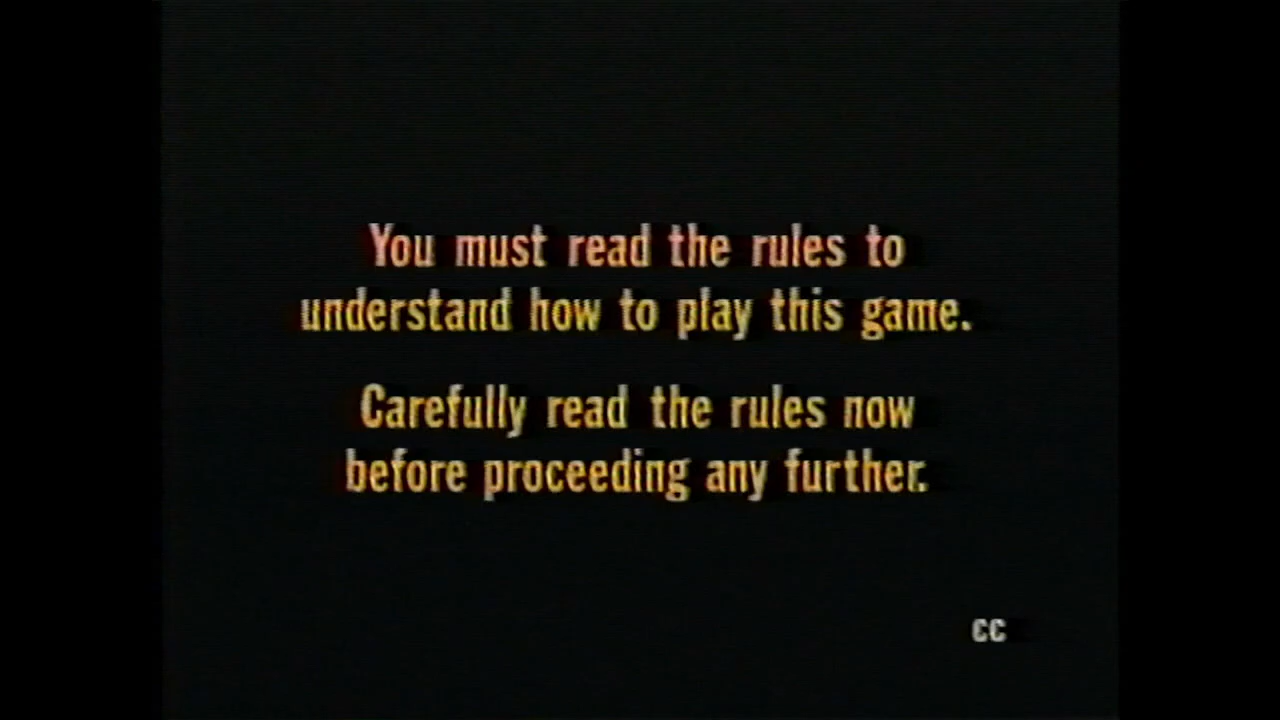 You must read the rules to
understand how to play this game.
Carefully read the rules now
before proceeding any further.
CC